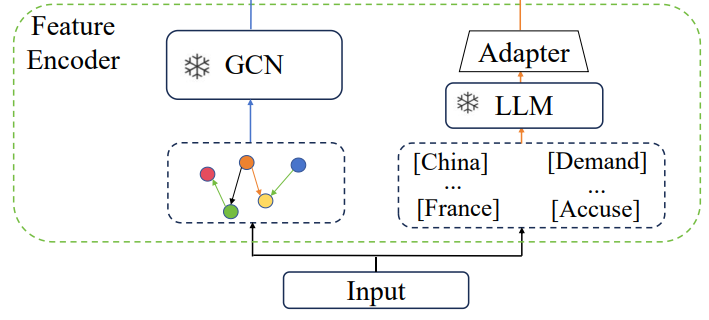 Feature
Encoder
GCN
Adapter
LLM
[China] [Demand]
... ...
[France] [Accuse]
Input